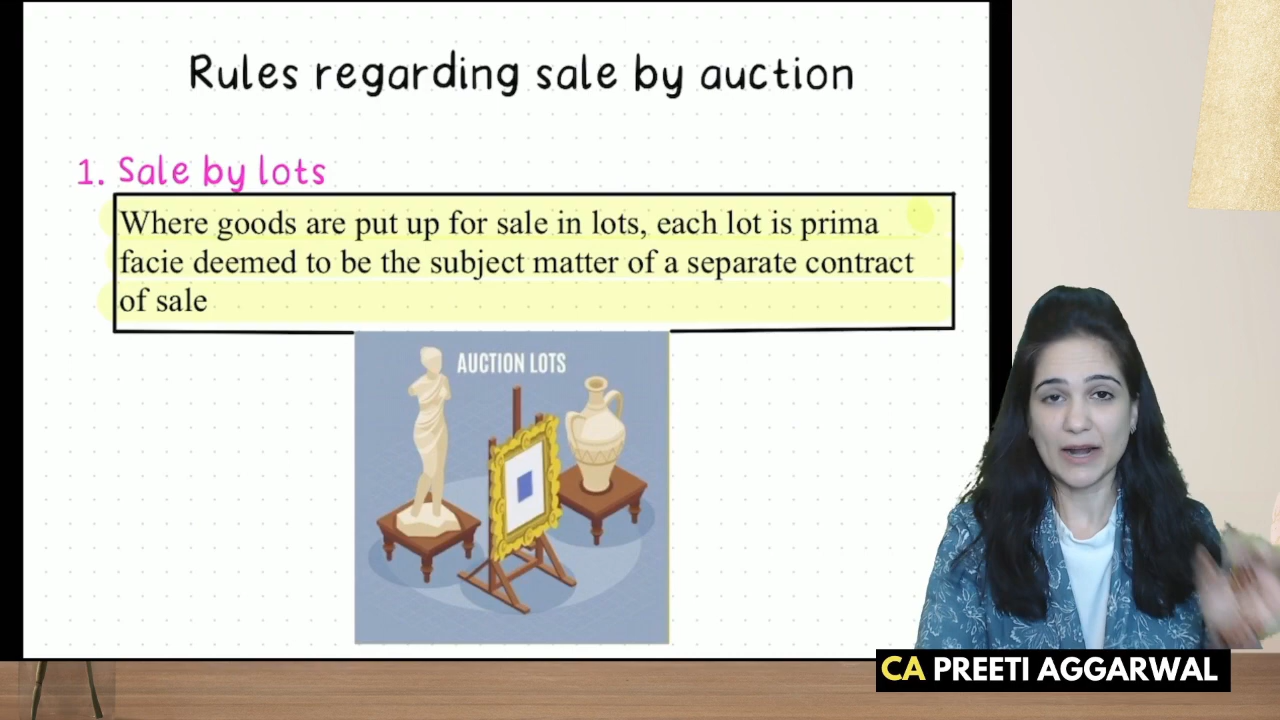 Rules regarding sale by auction
1. Sale by lots
Where goods are put up for sale in lots, each lot is prima
facie deemed to be the subject matter of a separate contract
of sale
AUCTION LOTS
CA PREETI AGGARWAL